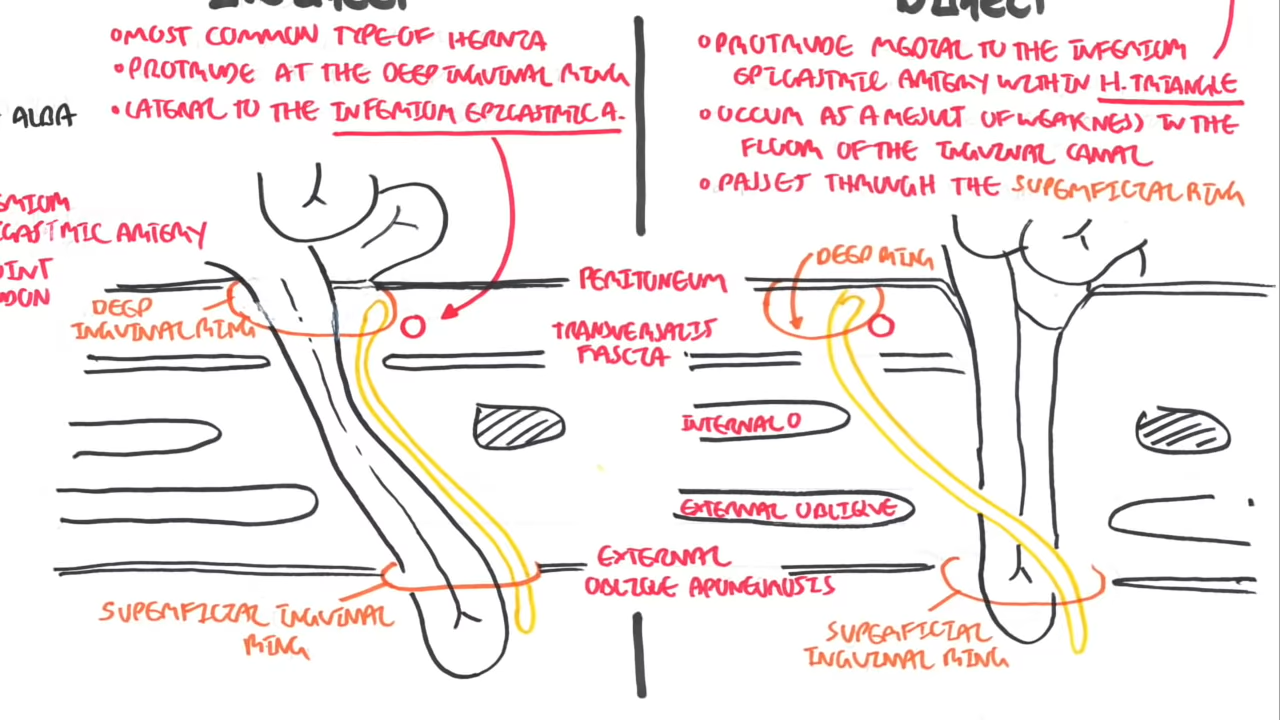 INDIRECT
•MOST COMMON TYPE OF HERNIA
•PROTRUDE AT THE DEEP INGUINAL RING
•LATERAL TO THE INFERIOR EPIGASTRIC A.
ALBA
ARTERY
DEEP
INGUINAL RING
SUPERFICIAL INGUINAL
RING
PERITONEUM
TRANSVERSALIS
FASCIA
EXTERNAL
OBLIQUE APONEUROSIS
DIRECT
•PROTRUDE MEDIAL TO THE INFERIOR
EPIGASTRIC ARTERY WITHIN H. TRIANGLE
•OCCUR AS A RESULT OF WEAKNESS IN THE
FLOOR OF THE INGUINAL CANAL
•PASSES THROUGH THE SUPERFICIAL RING
DEEP RING
INTERNAL O
EXTERNAL OBLIQUE
SUPERFICIAL
INGUINAL RING